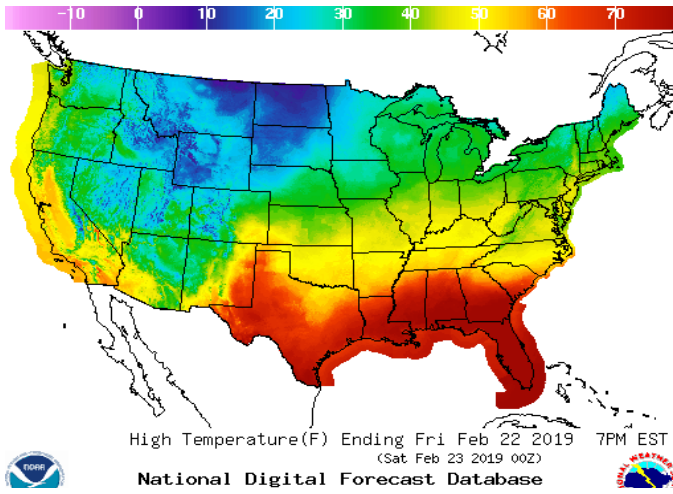 -10 0 10 20 30 40 50 60 70
High Temperature(F) Ending Fri Feb 22 2019 7PM EST
(Sat Feb 23 2019 00Z)
National Digital Forecast Database
NOAA